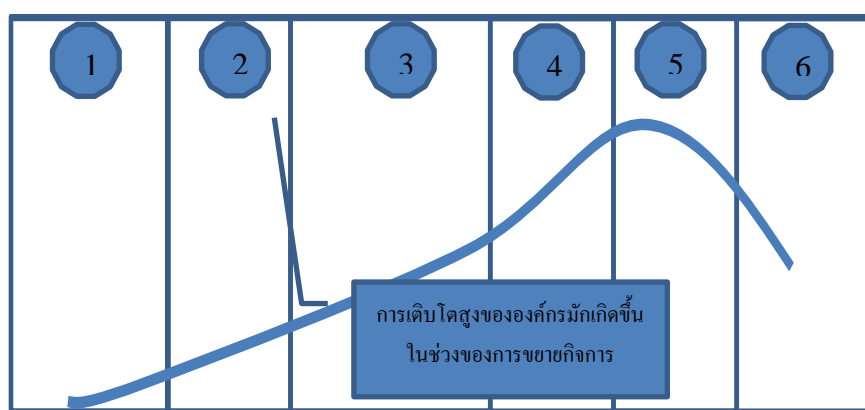 1 2 3 4 5 6
การเติบโตสูงขององค์กรมักเกิดขึ้น
ในช่วงของการขยายกิจการ